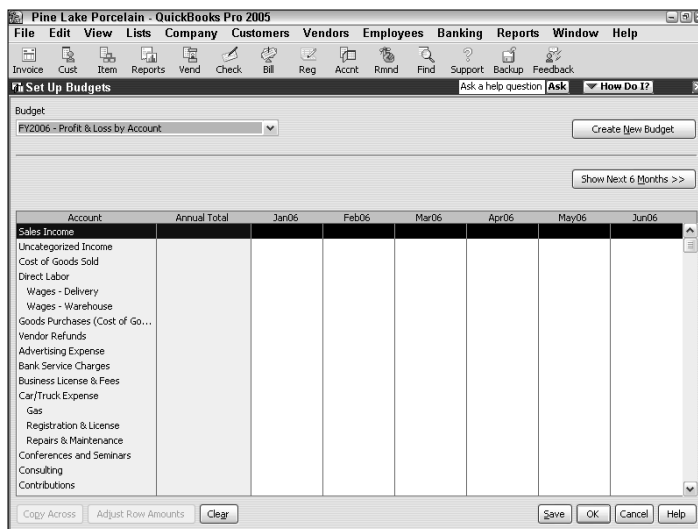 Pine Lake Porcelain - QuickBooks Pro 2005
File Edit View Lists Company Customers Vendors Employees Banking Reports Window Help
Invoice Cust Item Reports Vend Check Bill Reg Accnt Rmnd Find Support Backup Feedback
Set Up Budgets Ask a help question Ask How Do I?
Budget
FY2006 - Profit & Loss by Account Create New Budget
Show Next 6 Months >>
Account Annual Total Jan06 Feb06 Mar06 Apr06 May06 Jun06
Sales Income
Uncategorized Income
Cost of Goods Sold
Direct Labor
Wages - Delivery
Wages - Warehouse
Goods Purchases (Cost of Go...
Vendor Refunds
Advertising Expense
Bank Service Charges
Business License & Fees
Car/Truck Expense
Gas
Registration & License
Repairs & Maintenance
Conferences and Seminars
Consulting
Contributions
Copy Across Adjust Row Amounts Clear Save OK Cancel Help